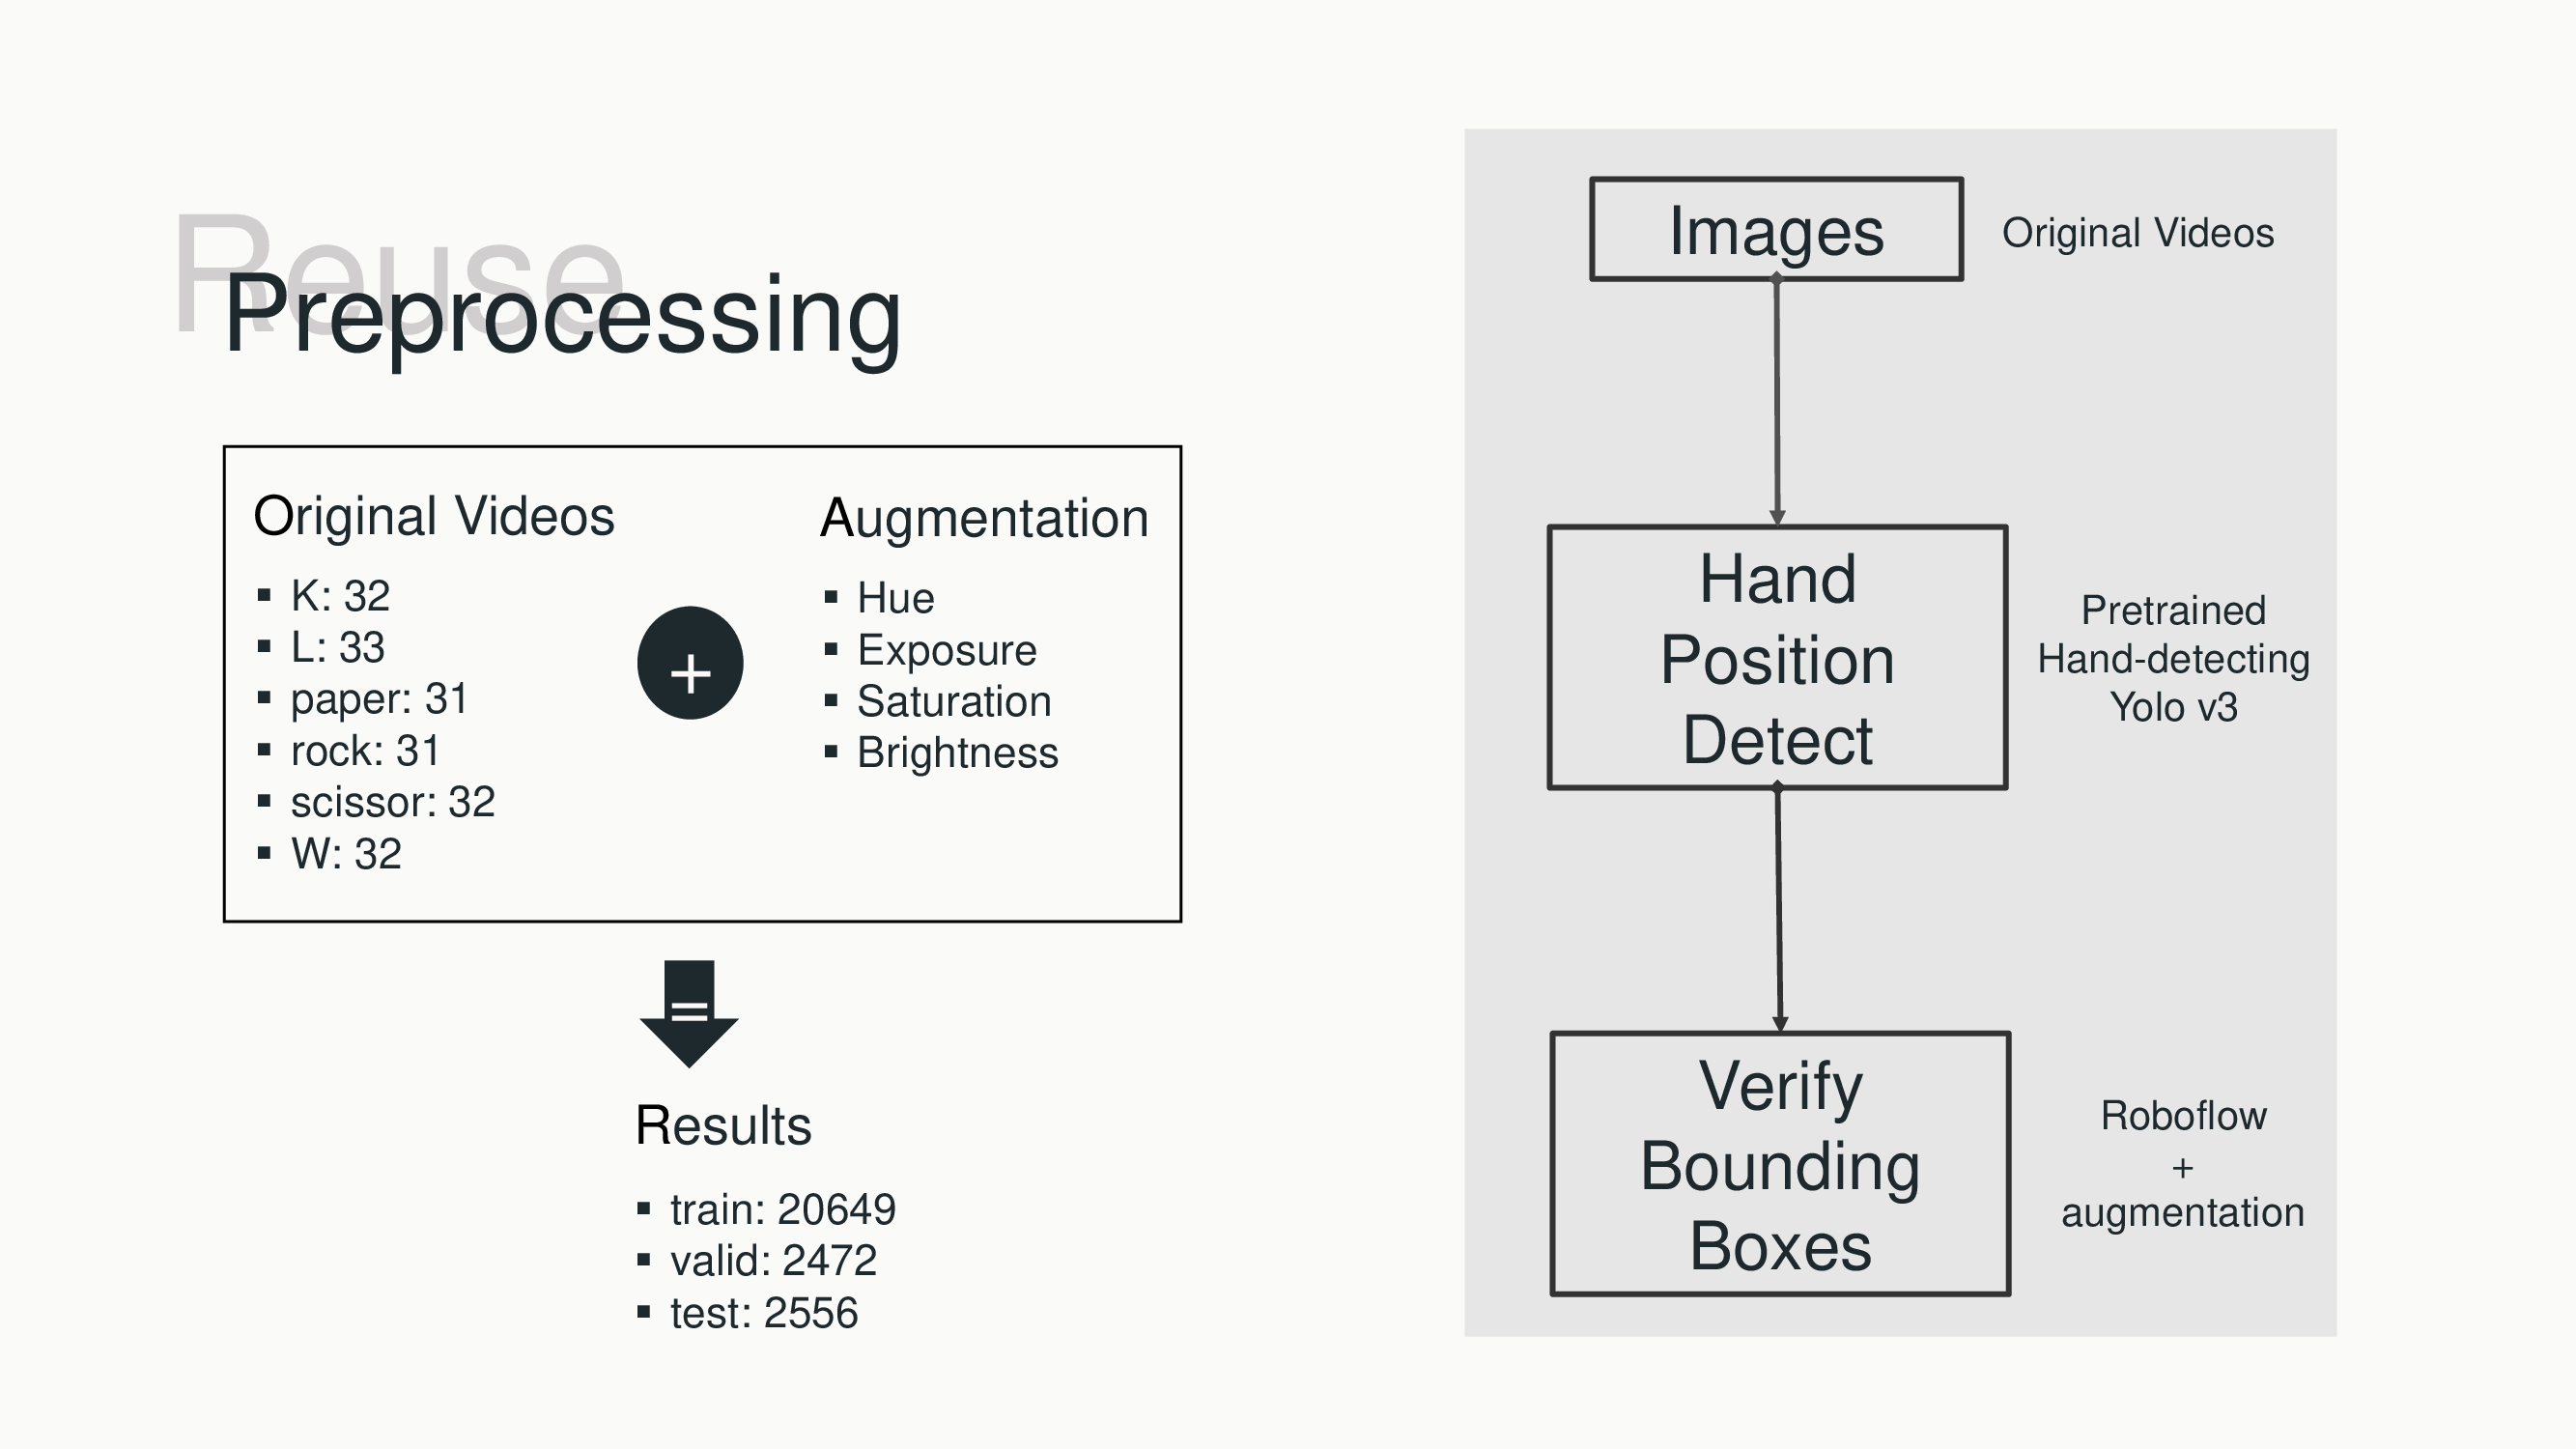 Reuse
Preprocessing
Original Videos
▪ K: 32
▪ L: 33
▪ paper: 31
▪ rock: 31
▪ scissor: 32
▪ W: 32
+
Augmentation
▪ Hue
▪ Exposure
▪ Saturation
▪ Brightness
=
Results
▪ train: 20649
▪ valid: 2472
▪ test: 2556
Images
Original Videos
Hand
Position
Detect
Pretrained
Hand-detecting
Yolo v3
Verify
Bounding
Boxes
Roboflow
+
augmentation